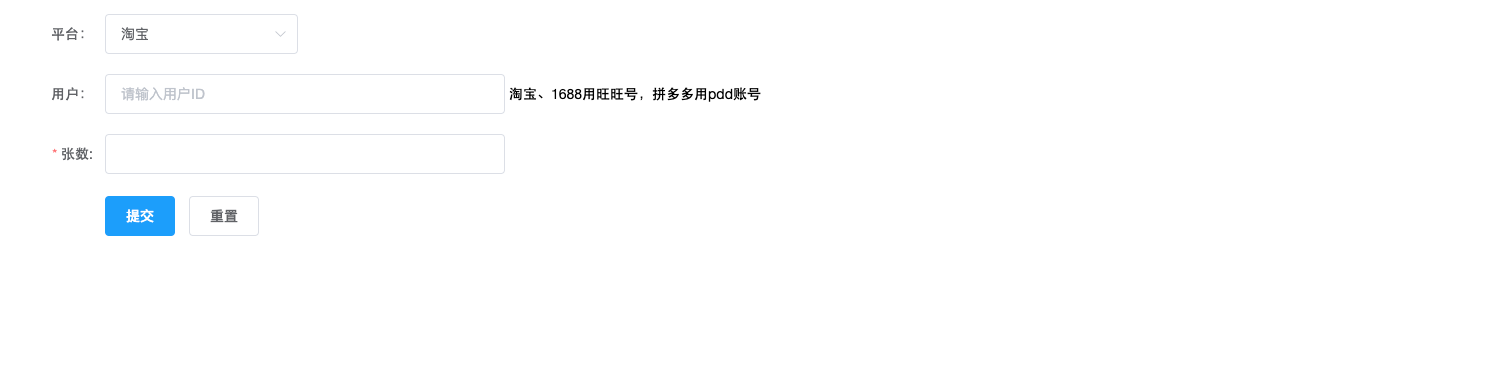 平台：
淘宝
用户：
请输入用户ID
淘宝、1688用旺旺号，拼多多用pdd账号
* 张数:
提交
重置